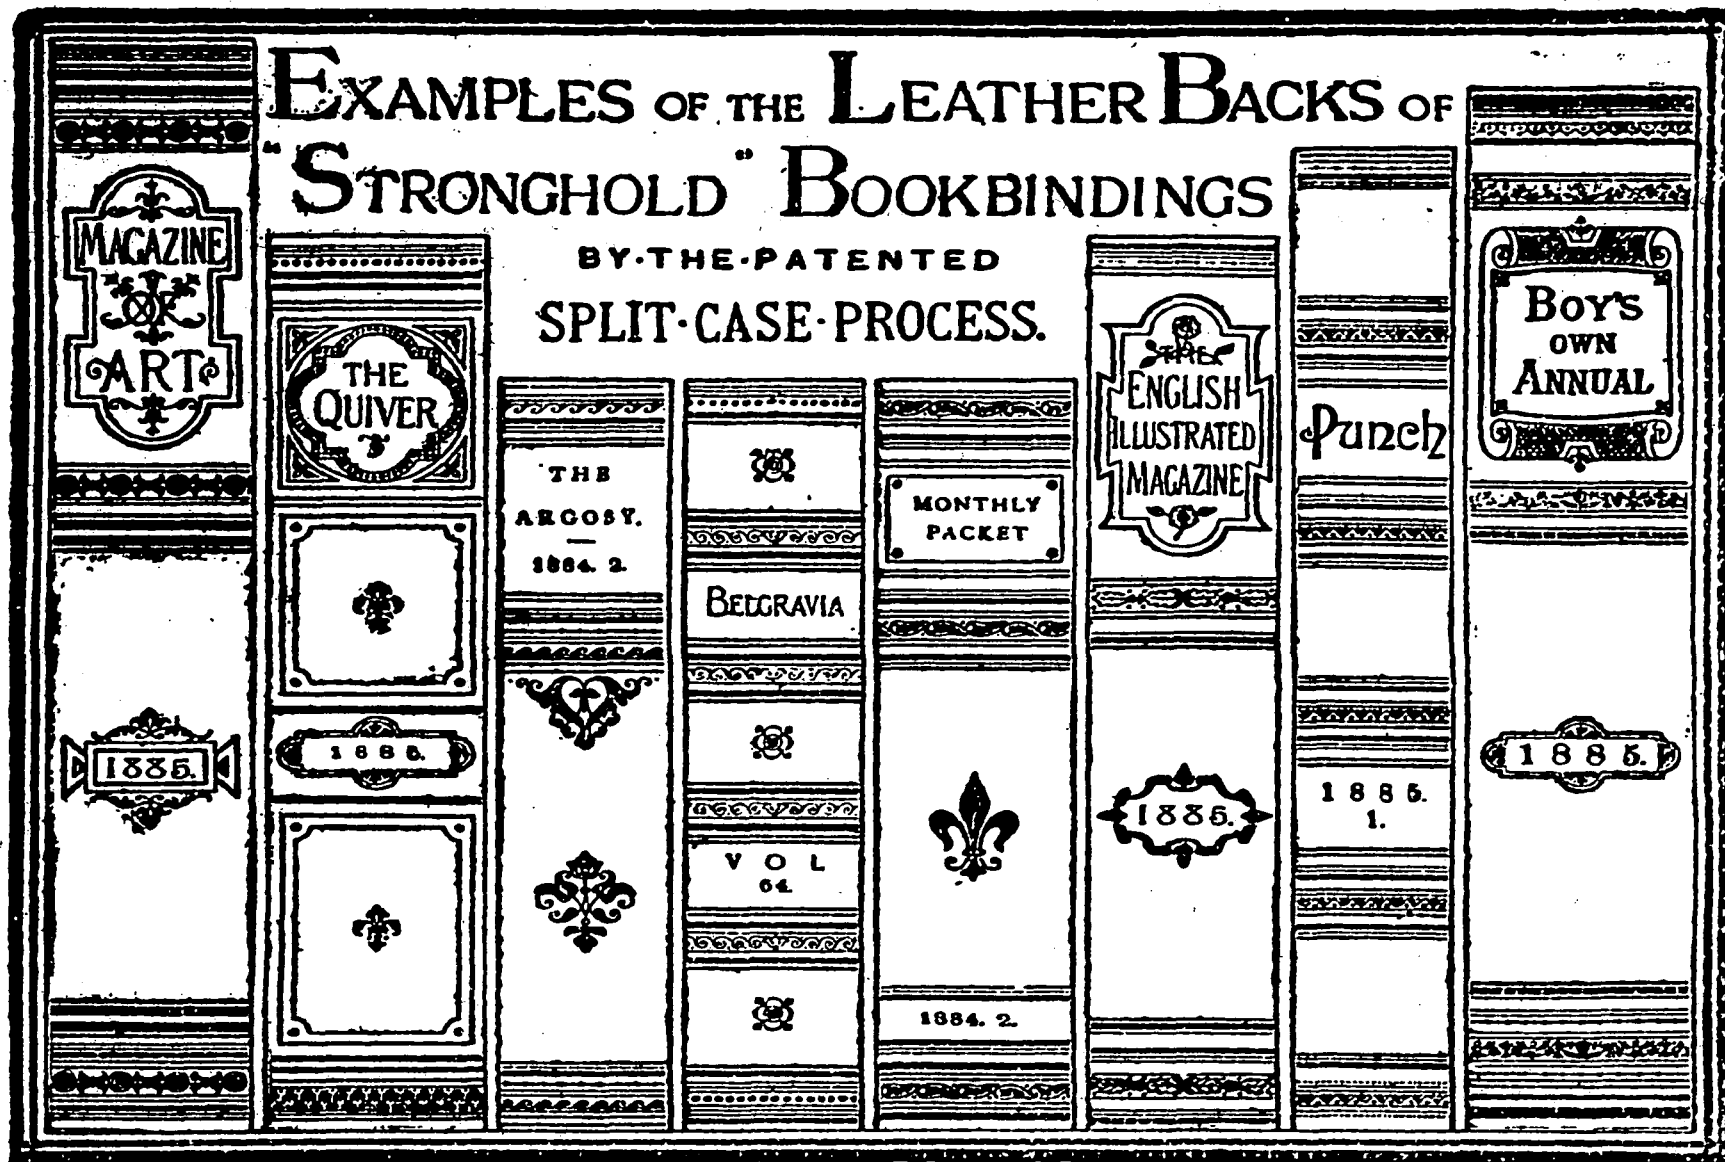 EXAMPLES OF THE LEATHER BACKS OF
"STRONGHOLD" BOOKBINDINGS
BY·THE·PATENTED
SPLIT·CASE·PROCESS.
MAGAZINE
OF
ART
1885.
THE
QUIVER
1885.
THE
ARGOSY.
1884. 2.
BELGRAVIA
VOL
54.
MONTHLY
PACKET
1884. 2.
THE
ENGLISH
ILLUSTRATED
MAGAZINE
1885.
Punch
1885.
1.
BOY'S
OWN
ANNUAL
1885.